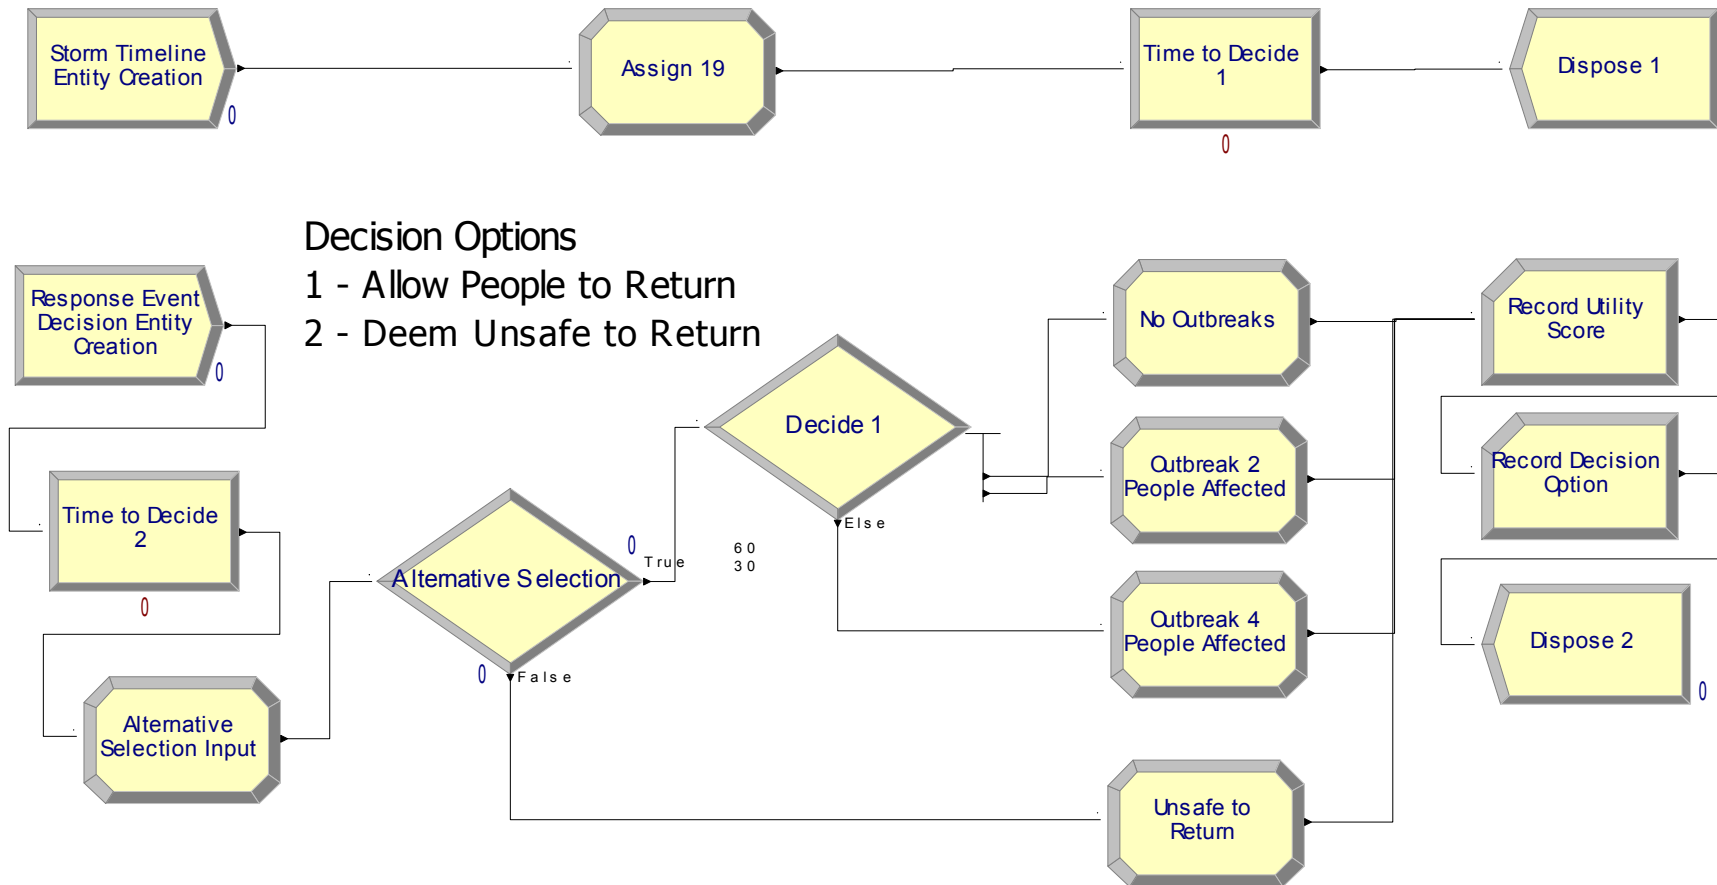 Storm Timeline
Entity Creation
0
Assign 19
Time to Decide
1
0
Dispose 1
Decision Options
1 - Allow People to Return
2 - Deem Unsafe to Return
Response Event
Decision Entity
Creation
0
Time to Decide
2
0
Alternative
Selection Input
Alternative Selection
0
True
0
False
60
30
Decide 1
Else
No Outbreaks
Outbreak 2
People Affected
Outbreak 4
People Affected
Unsafe to
Return
Record Utility
Score
Record Decision
Option
Dispose 2
0